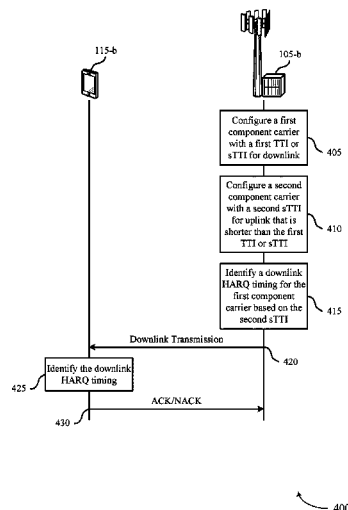 115-b
105-b
Configure a first
component carrier
with a first TTI or
sTTI for downlink
405
Configure a second
component carrier
with a second sTTI
for uplink that is
shorter than the first
TTI or sTTI
410
Identify a downlink
HARQ timing for the
first component
carrier based on the
second sTTI
415
Downlink Transmission
420
Identify the downlink
HARQ timing
425
ACK/NACK
430
400